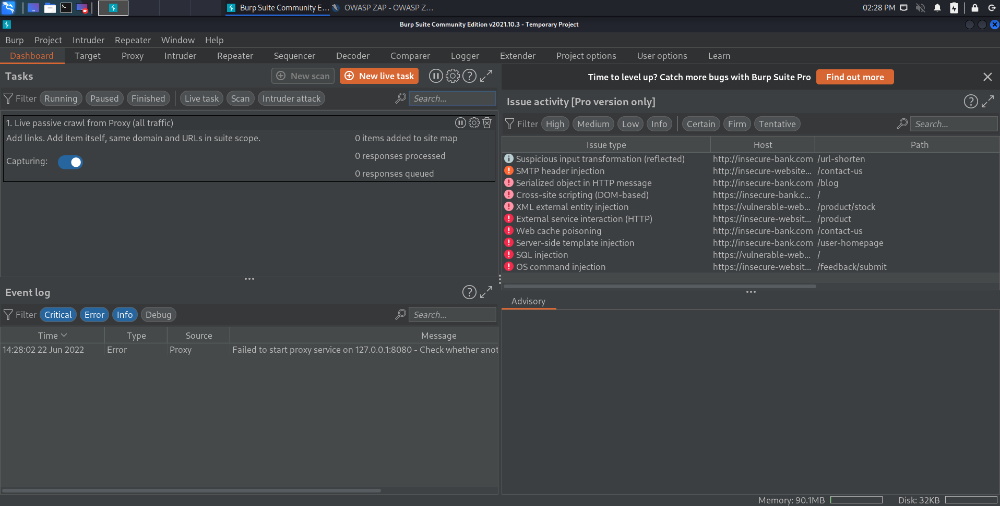 Burp Suite Community E... OWASP ZAP - OWASP Z... 02:28 PM
Burp Suite Community Edition v2021.10.3 - Temporary Project
Burp Project Intruder Repeater Window Help
Dashboard Target Proxy Intruder Repeater Sequencer Decoder Comparer Logger Extender Project options User options Learn
Tasks New scan New live task
Filter Running Paused Finished Live task Scan Intruder attack Search...
1. Live passive crawl from Proxy (all traffic)
Add links. Add item itself, same domain and URLs in suite scope. 0 items added to site map
0 responses processed
Capturing:
0 responses queued
Event log
Filter Critical Error Info Debug Search...
Time Type Source Message
14:28:02 22 Jun 2022 Error Proxy Failed to start proxy service on 127.0.0.1:8080 - Check whether anot
Time to level up? Catch more bugs with Burp Suite Pro Find out more
Issue activity [Pro version only]
Filter High Medium Low Info Certain Firm Tentative Search...
Issue type Host Path
Suspicious input transformation (reflected) http://insecure-bank.com /url-shorten
SMTP header injection http://insecure-website... /contact-us
Serialized object in HTTP message http://insecure-bank.com /blog
Cross-site scripting (DOM-based) https://insecure-bank.c... /
XML external entity injection https://vulnerable-web... /product/stock
External service interaction (HTTP) https://insecure-websit... /product
Web cache poisoning http://insecure-bank.com /contact-us
Server-side template injection http://insecure-bank.com /user-homepage
SQL injection https://vulnerable-web... /
OS command injection https://insecure-websit... /feedback/submit
Advisory
Memory: 90.1MB Disk: 32KB